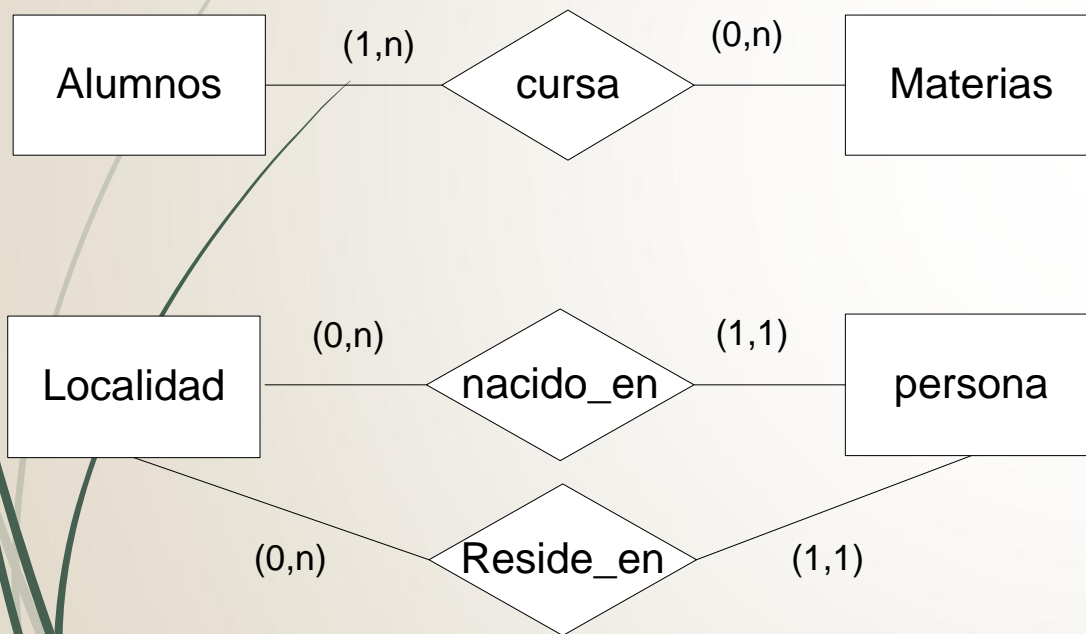 (1,n)
(0,n)
Alumnos
cursa
Materias
(0,n)
(1,1)
Localidad
nacido_en
persona
(0,n)
Reside_en
(1,1)